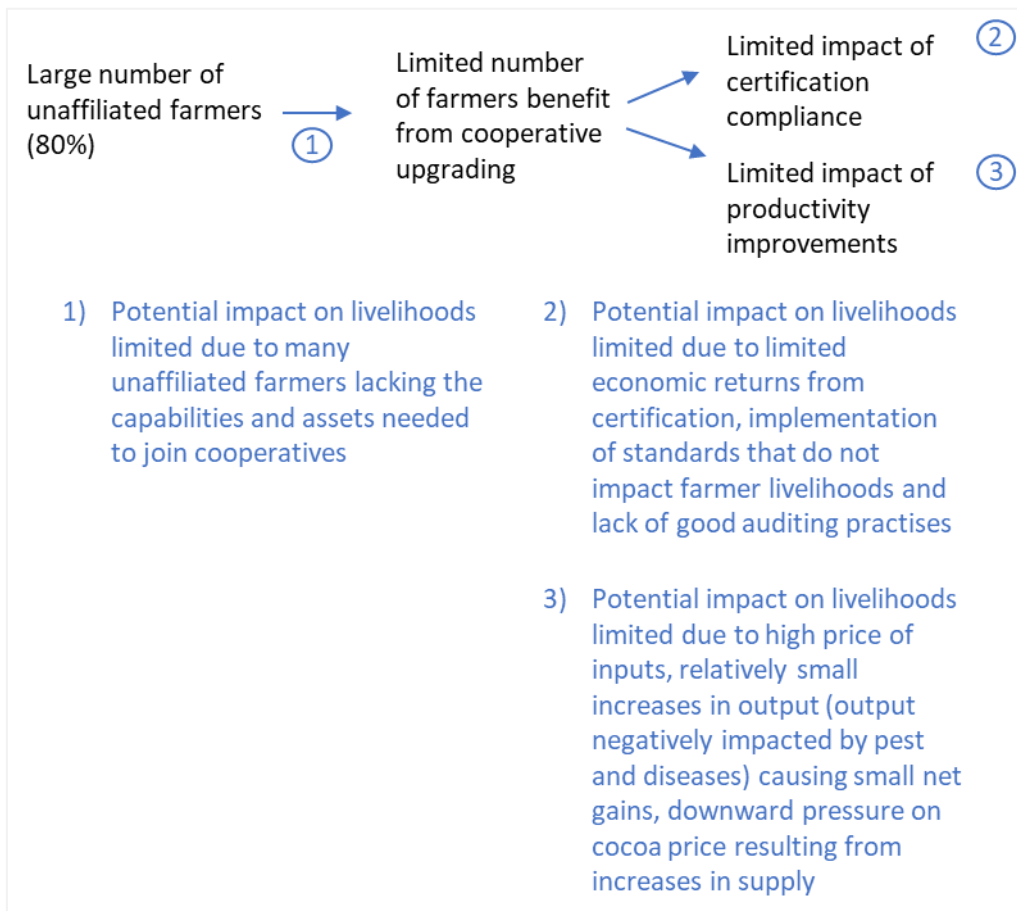 Large number of
unaffiliated farmers
(80%)
1
Limited number
of farmers benefit
from cooperative
upgrading
Limited impact of
certification
compliance
2
Limited impact of
productivity
improvements
3
1) Potential impact on livelihoods
limited due to many
unaffiliated farmers lacking the
capabilities and assets needed
to join cooperatives
2) Potential impact on livelihoods
limited due to limited
economic returns from
certification, implementation
of standards that do not
impact farmer livelihoods and
lack of good auditing practises
3) Potential impact on livelihoods
limited due to high price of
inputs, relatively small
increases in output (output
negatively impacted by pest
and diseases) causing small net
gains, downward pressure on
cocoa price resulting from
increases in supply